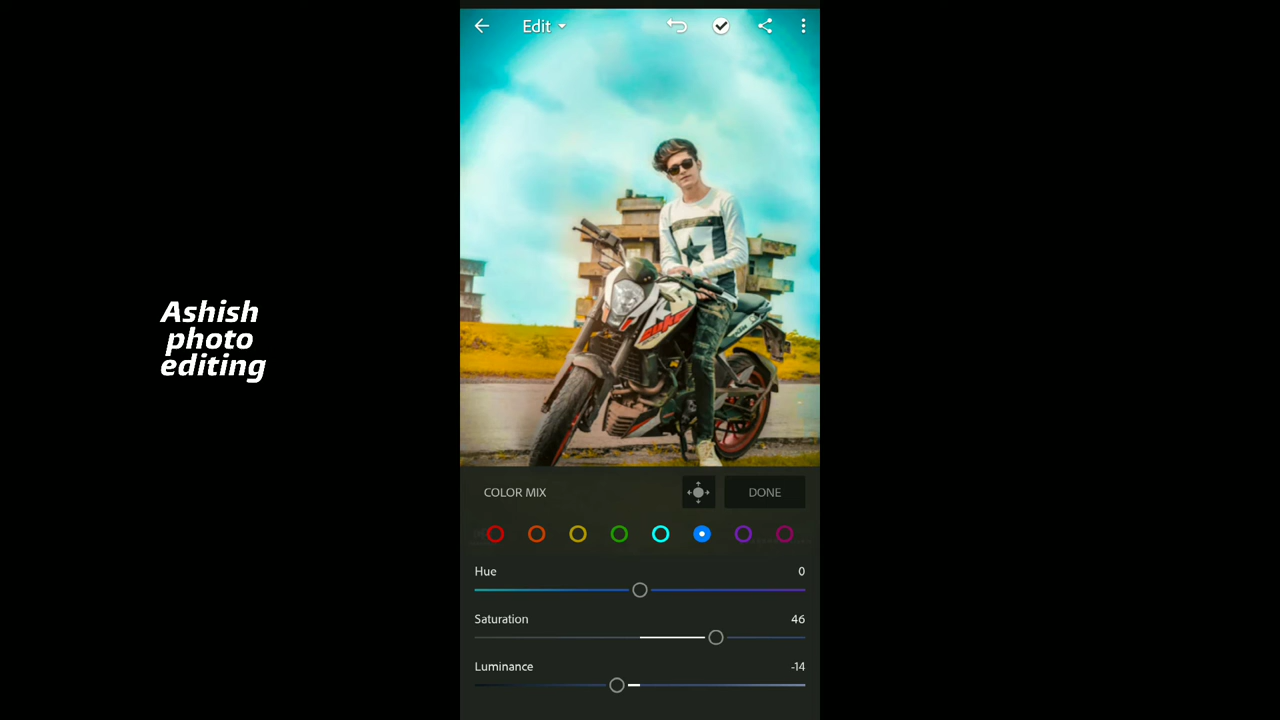 Edit
Ashish
photo
editing
COLOR MIX
DONE
Hue 0
Saturation 46
Luminance -14